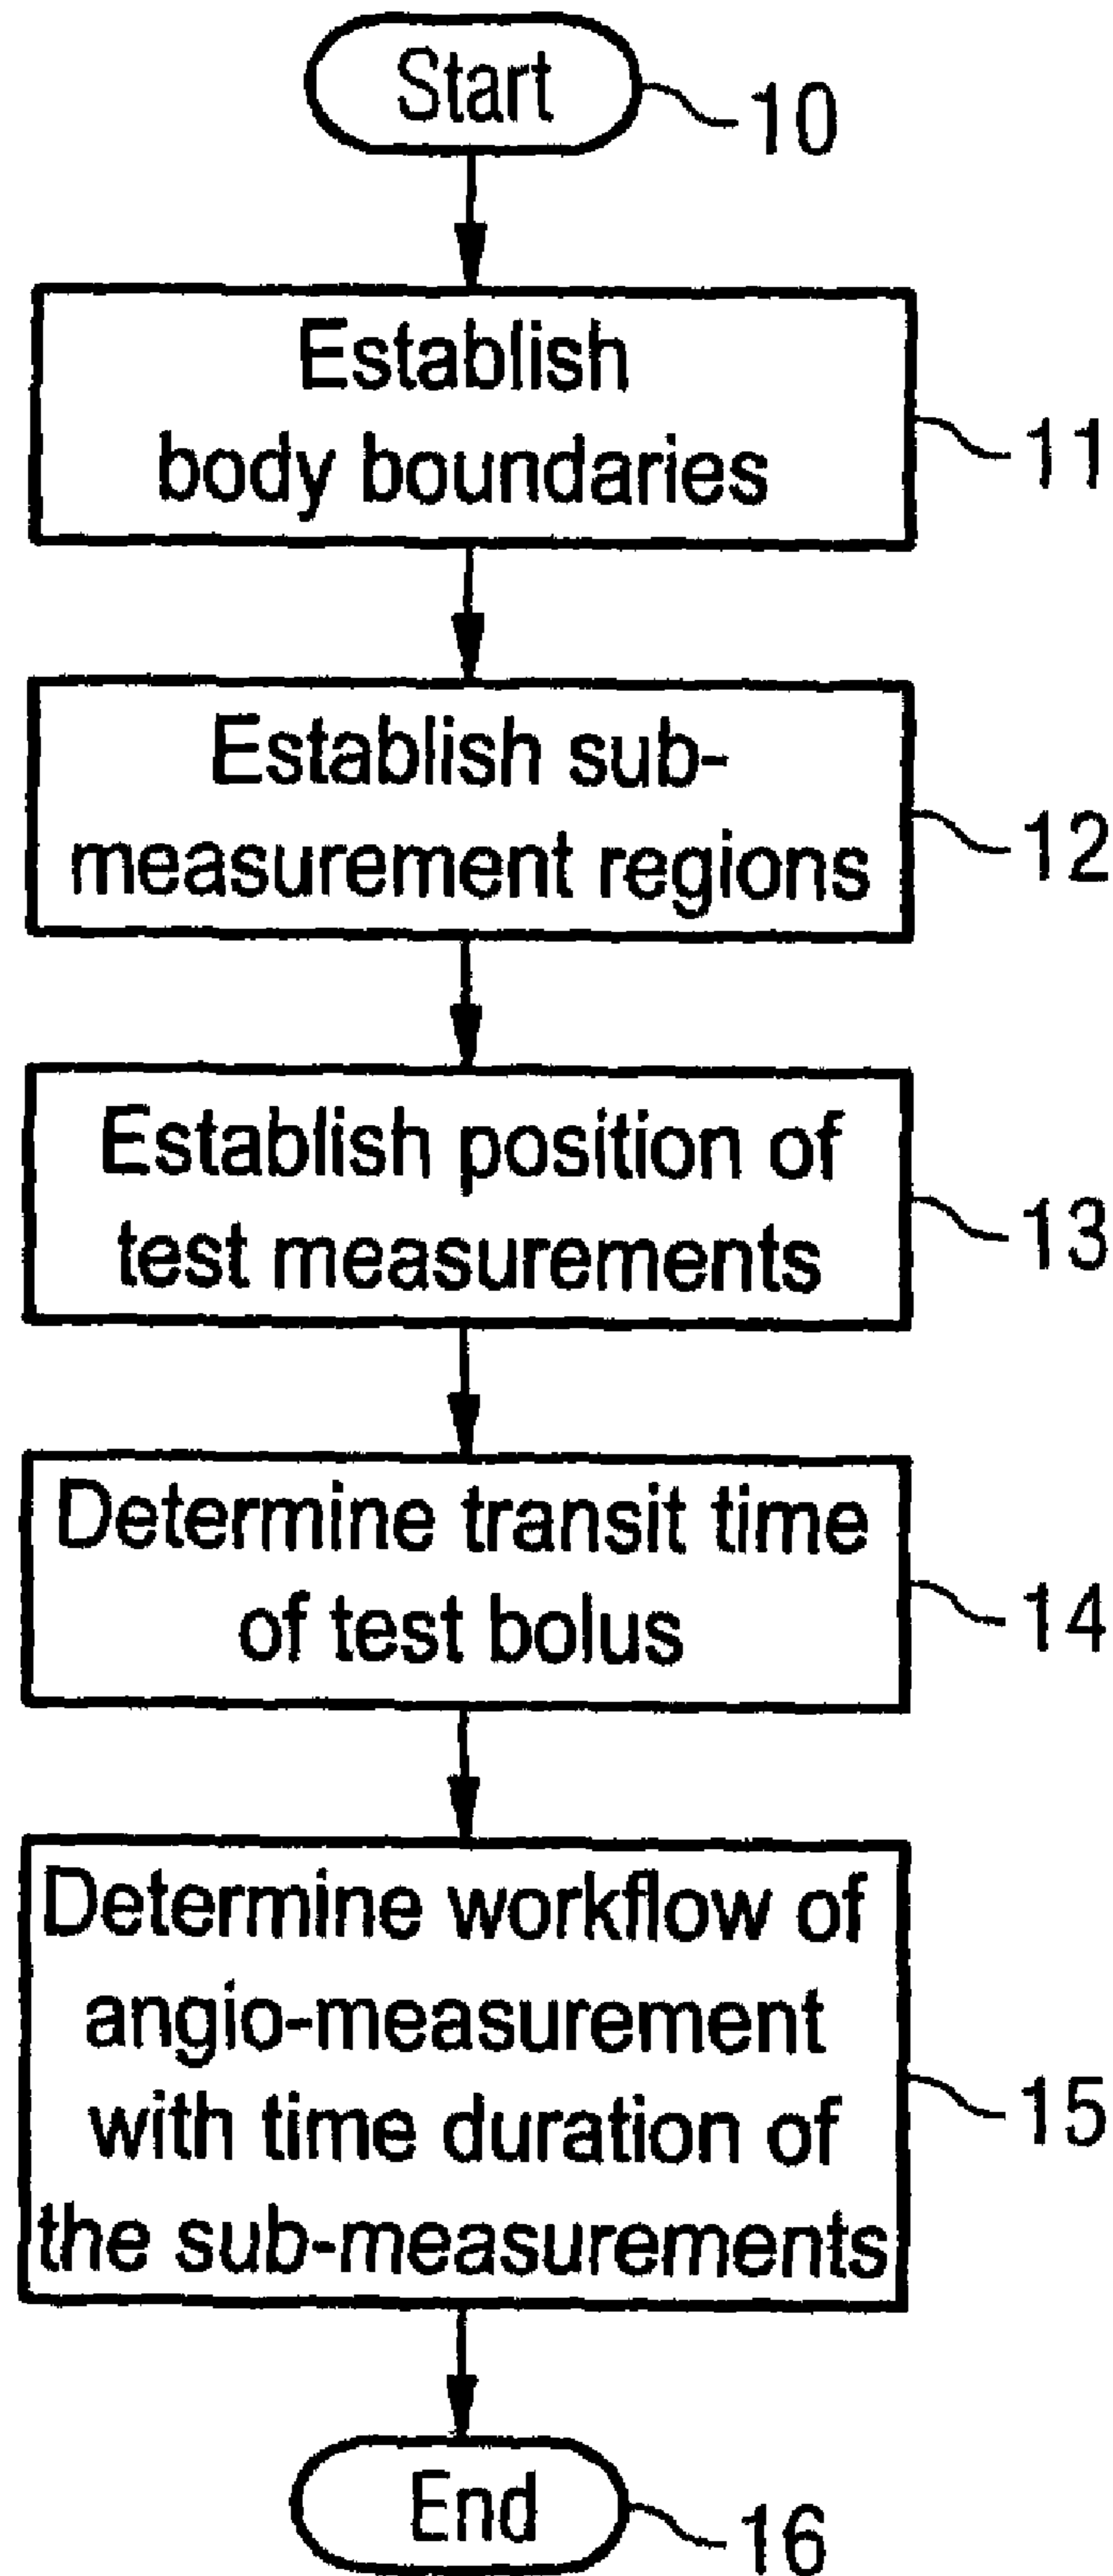 Start
10
Establish
body boundaries
11
Establish sub-
measurement regions
12
Establish position of
test measurements
13
Determine transit time
of test bolus
14
Determine workflow of
angio-measurement
with time duration of
the sub-measurements
15
End
16